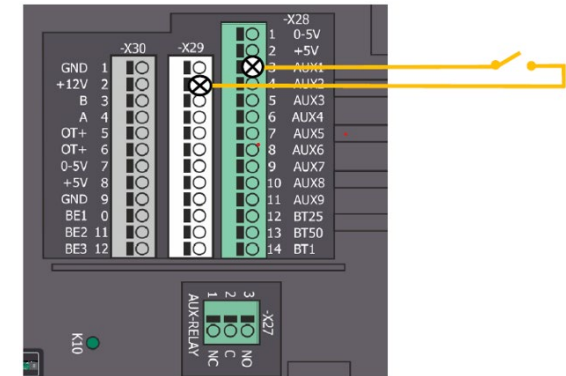 -X28
-X30 -X29
1 0-5V
2 +5V
3 AUX1
4 AUX2
5 AUX3
6 AUX4
7 AUX5
8 AUX6
9 AUX7
10 AUX8
11 AUX9
12 BT25
13 BT50
14 BT1
GND 1
+12V 2
B 3
A 4
OT+ 5
OT+ 6
0-5V 7
+5V 8
GND 9
BE1 0
BE2 11
BE3 12
1 2 3
-X27
AUX-RELAY
NC C NO
K10